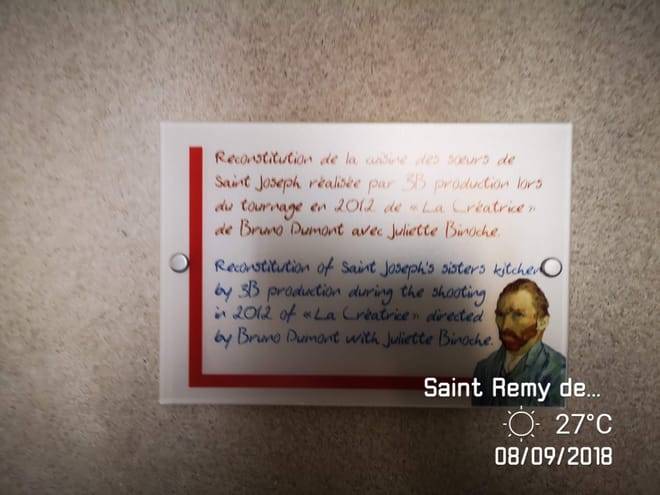 Reconstitution de la cuisine des sœurs de
Saint Joseph réalisée par 3B production lors
du tournage en 2012 de « La Créatrice »
de Bruno Dumont avec Juliette Binoche.
Reconstitution of Saint Joseph's sisters kitchen
by 3B production during the shooting
in 2012 of « La Créatrice » directed
by Bruno Dumont with Juliette Binoche.
Saint Remy de...
27°C
08/09/2018